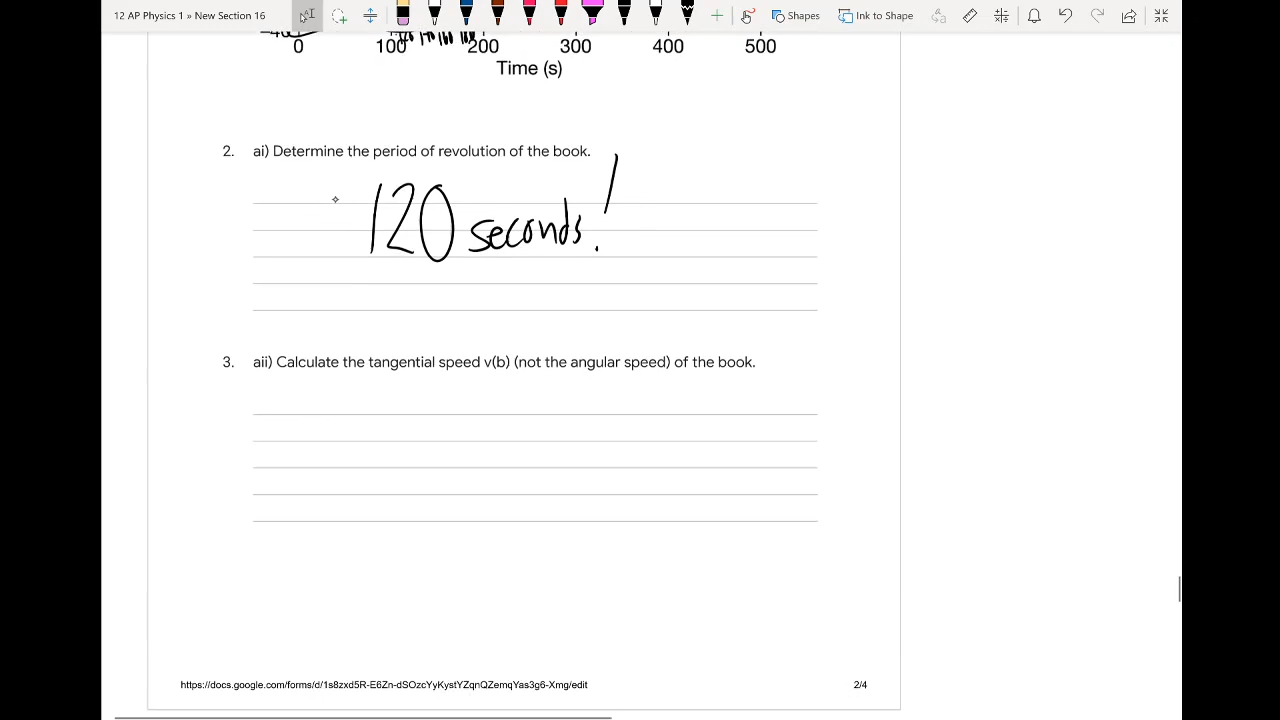 12 AP Physics 1 » New Section 16
Shapes
Ink to Shape
0 100 200 300 400 500
Time (s)
2. ai) Determine the period of revolution of the book.
120 seconds!
3. aii) Calculate the tangential speed v(b) (not the angular speed) of the book.
https://docs.google.com/forms/d/1s8zxd5R-E6Zn-dSOzcYyKystYZqnQZemqYas3g6-Xmg/edit
2/4